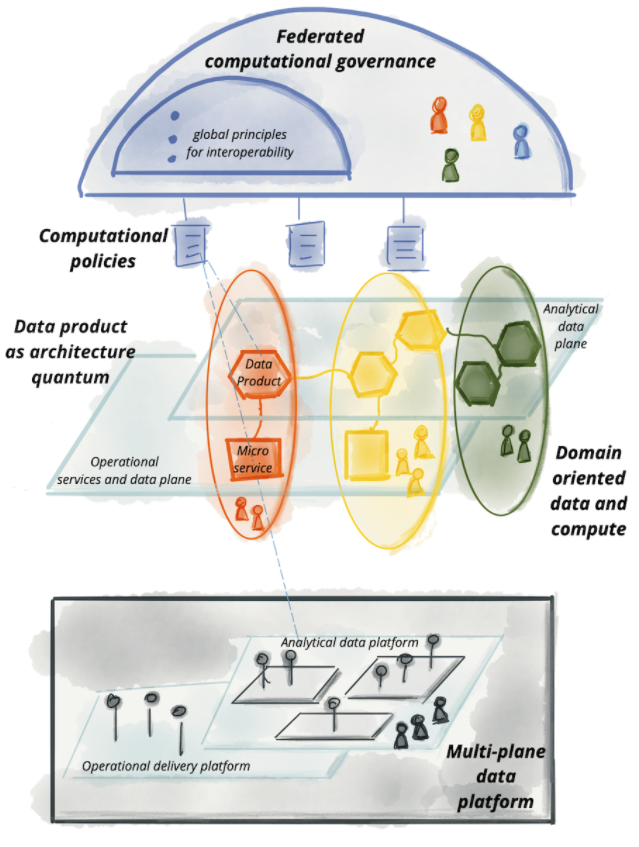 Federated
computational governance
global principles
for interoperability
Computational
policies
Data product
as architecture
quantum
Analytical
data
plane
Data
Product
Micro
service
Operational
services and data plane
Domain
oriented
data and
compute
Analytical data platform
Operational delivery platform
Multi-plane
data
platform